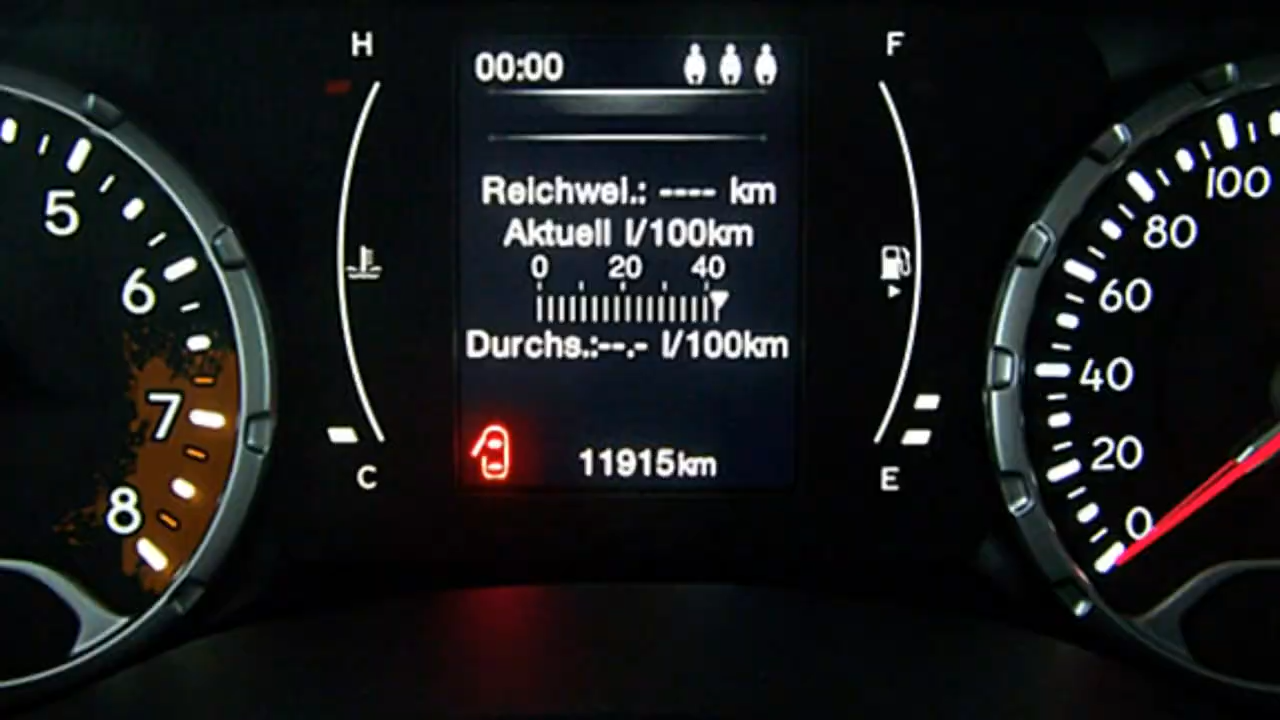 H
F
00:00
Reichwei.: ---- km
Aktuell l/100km
0 20 40
Durchs.:--.- l/100km
11915km
C
E
5
6
7
8
100
80
60
40
20
0